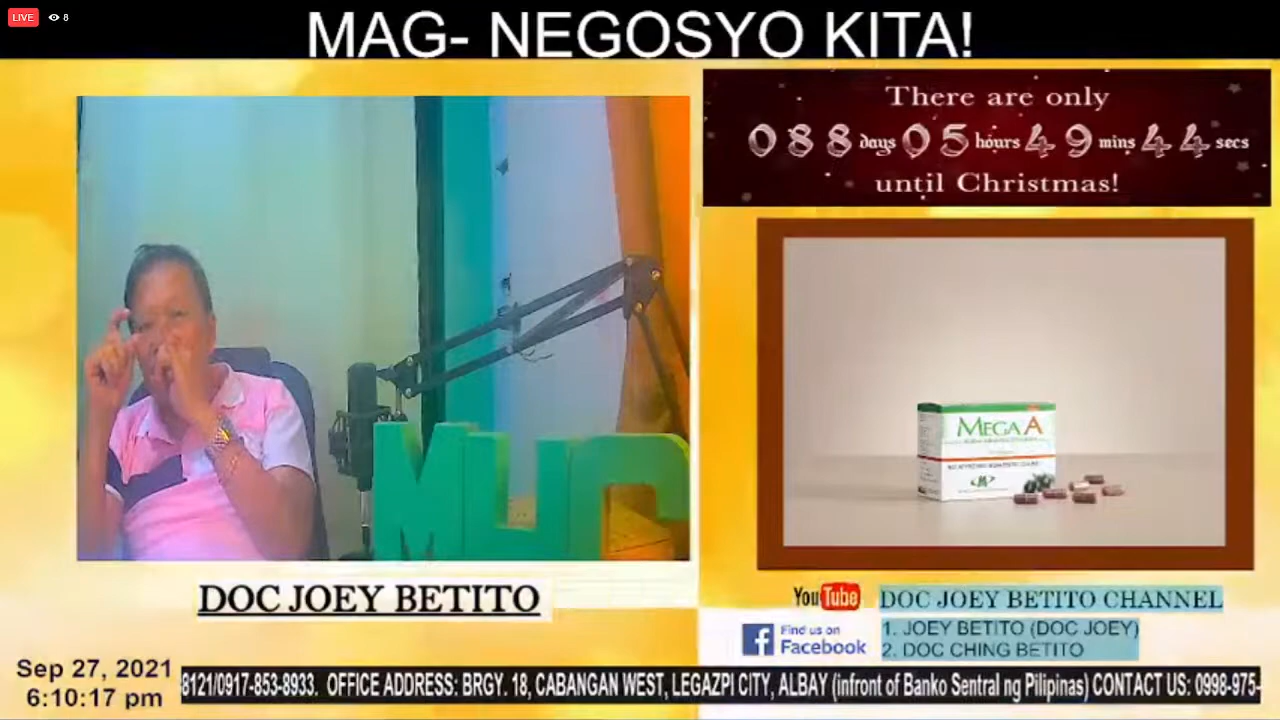 LIVE 8
MAG- NEGOSYO KITA!
There are only
088 days 05 hours 49 mins 44 secs
until Christmas!
MEGA A
DOC JOEY BETITO
YouTube DOC JOEY BETITO CHANNEL
Find us on
Facebook
1. JOEY BETITO (DOC JOEY)
2. DOC CHING BETITO
Sep 27, 2021
6:10:17 pm
8121/0917-853-8933. OFFICE ADDRESS: BRGY. 18, CABANGAN WEST, LEGAZPI CITY, ALBAY (infront of Banko Sentral ng Pilipinas) CONTACT US: 0998-975-